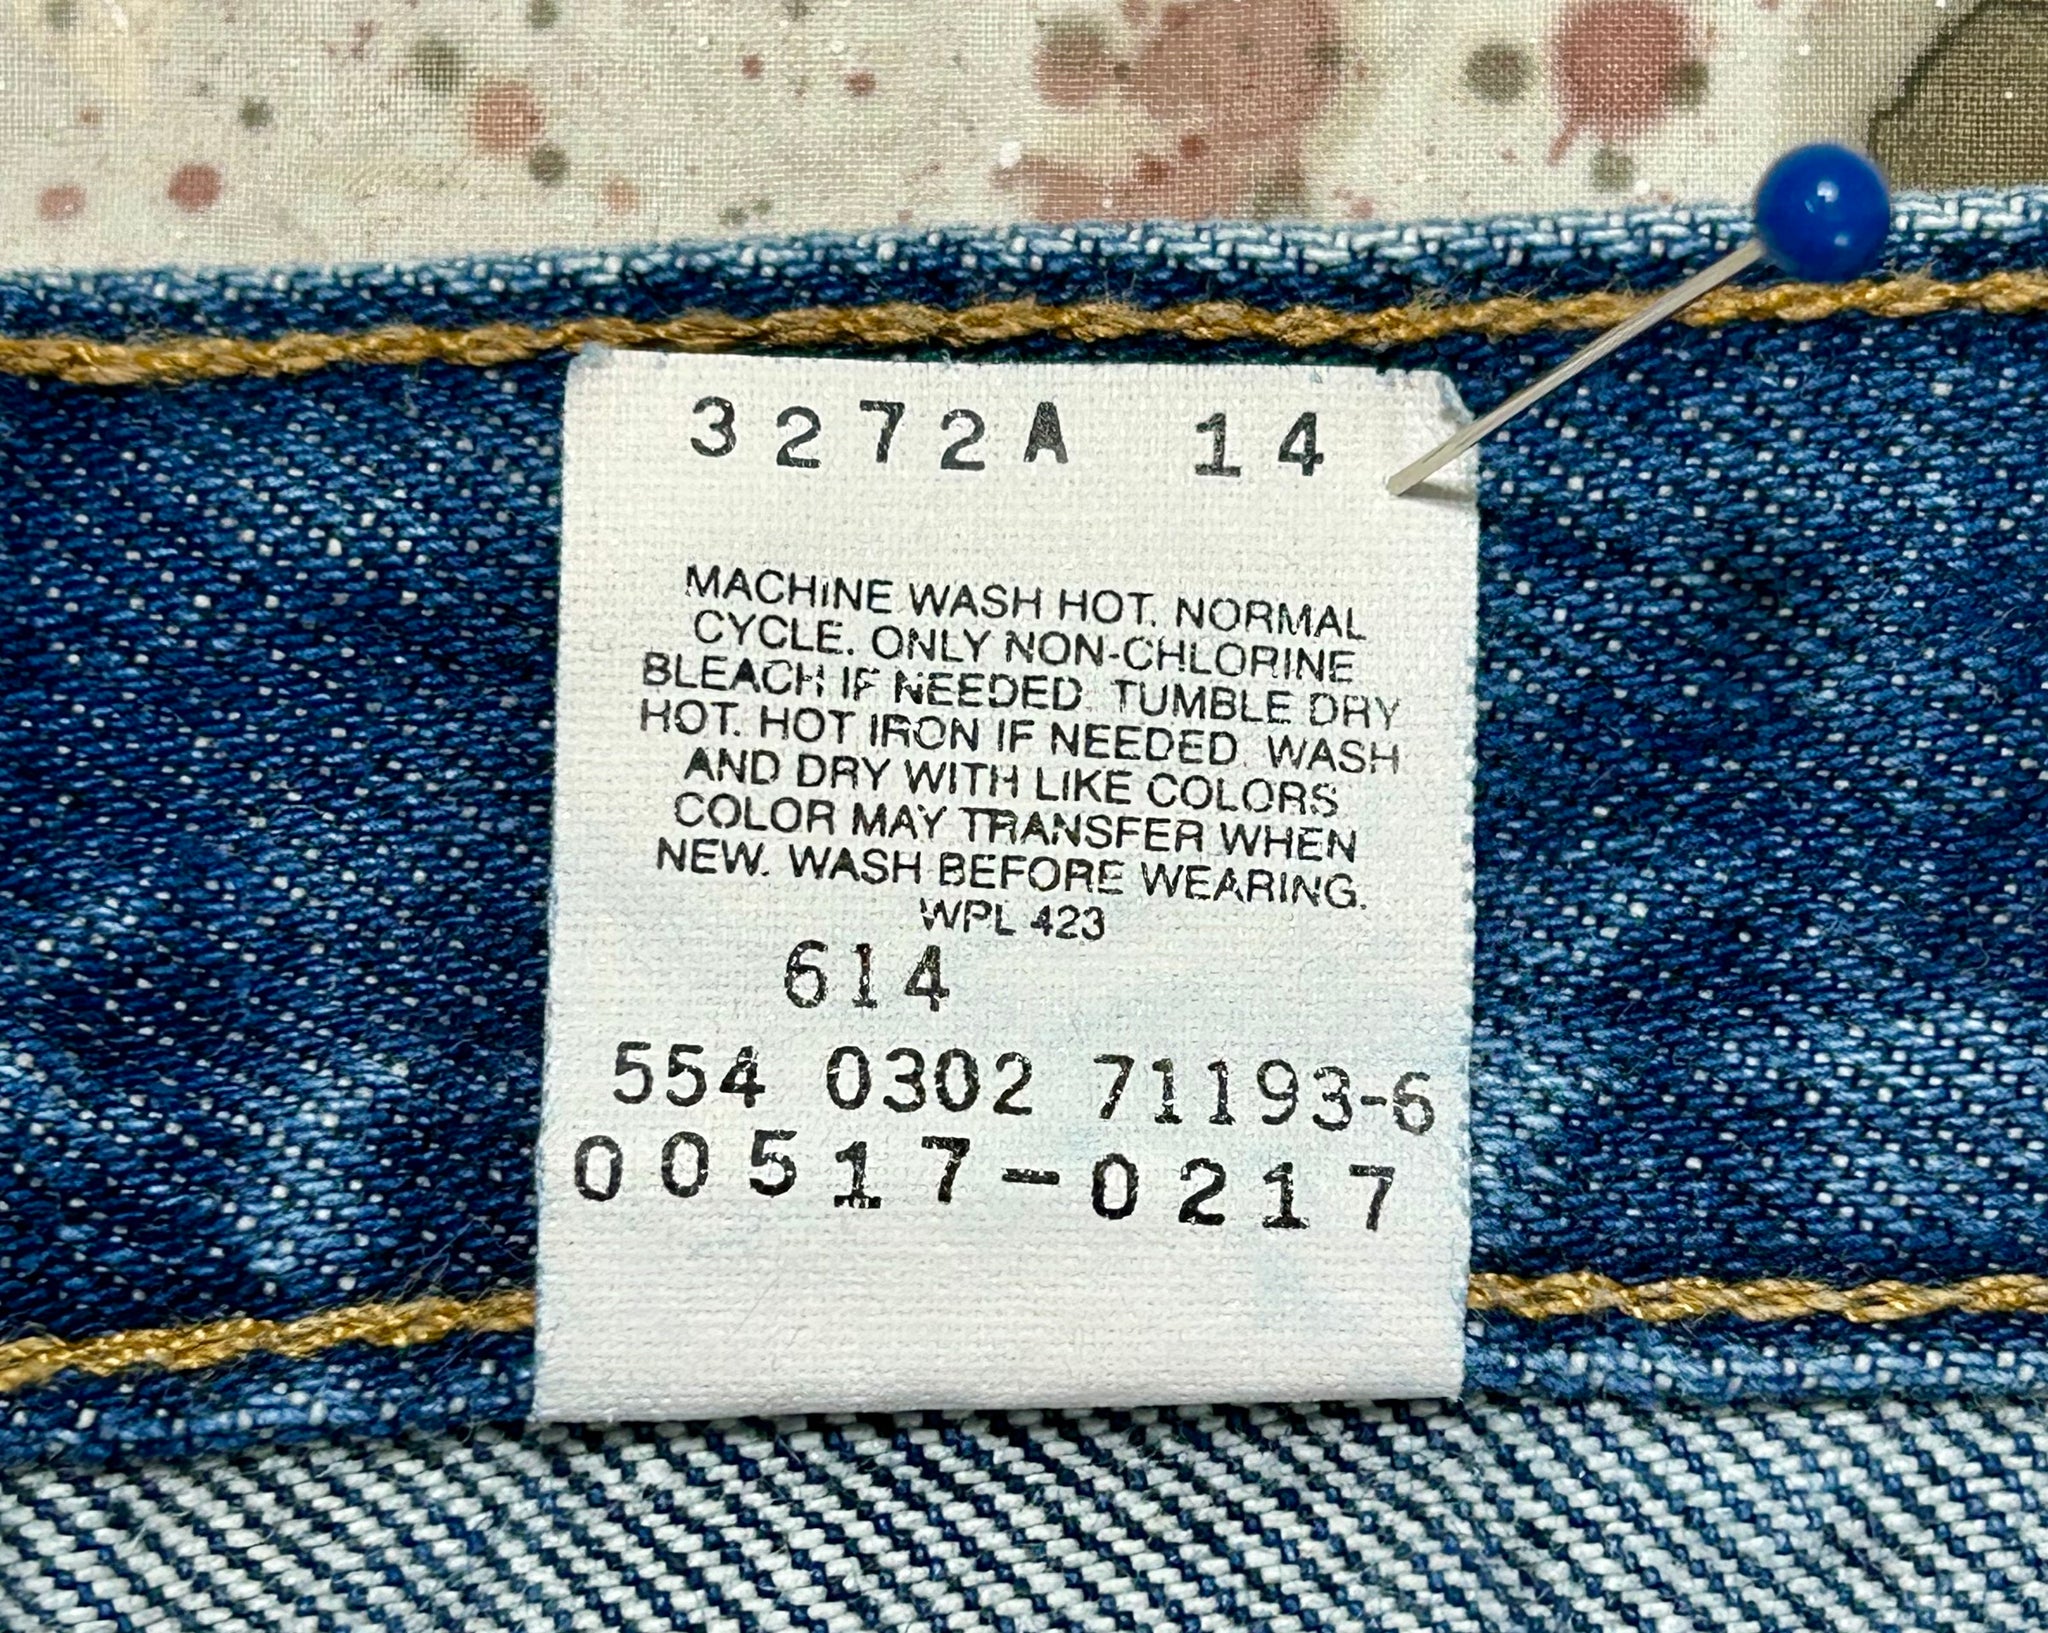 3272A 14
MACHINE WASH HOT. NORMAL
CYCLE. ONLY NON-CHLORINE
BLEACH IF NEEDED. TUMBLE DRY
HOT. HOT IRON IF NEEDED. WASH
AND DRY WITH LIKE COLORS
COLOR MAY TRANSFER WHEN
NEW. WASH BEFORE WEARING.
WPL 423
614
554 0302 71193-6
00517-0217